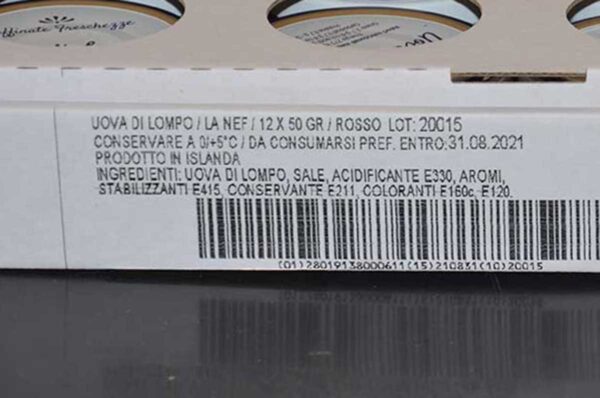 ffinate freschezze
UOVA DI LOMPO / LA NEF / 12 X 50 GR / ROSSO LOT: 20015
CONSERVARE A 0/+5°C / DA CONSUMARSI PREF. ENTRO:31.08.2021
PRODOTTO IN ISLANDA
INGREDIENTI: UOVA DI LOMPO, SALE, ACIDIFICANTE E330, AROMI,
STABILIZZANTI E415, CONSERVANTE E211, COLORANTI E160c, E120.
(01)28019138000611(15)210831(10)20015